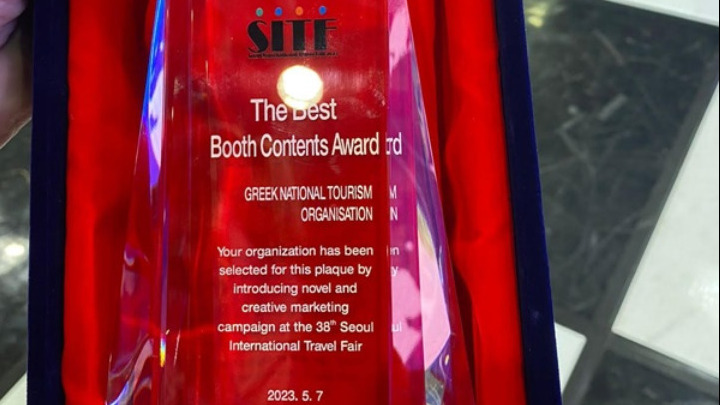 SITF
The Best
Booth Contents Award
GREEK NATIONAL TOURISM
ORGANISATION
Your organization has been
selected for this plaque by
introducing novel and
creative marketing
campaign at the 38th Seoul
International Travel Fair
2023. 5. 7